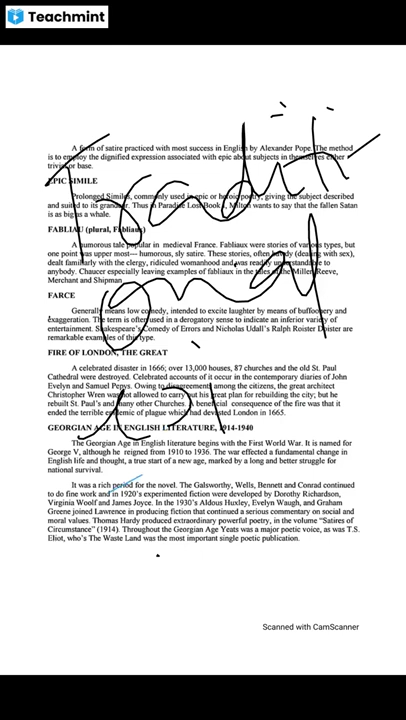 Teachmint
A form of satire practiced with most success in English by Alexander Pope. The method
is to employ the dignified expression associated with epic about subjects in themselves either
trivial or base.
EPIC SIMILE
Prolonged Similes, commonly used in epic or heroic poetry, giving the subject described
and suited to its grandeur. Thus in Paradise Lost Book I, Milton wants to say that the fallen Satan
is as big as a whale.
FABLIAU (plural, Fabliaux)
A humorous tale popular in medieval France. Fabliaux were stories of various types, but
one point was upper most--- humorous, sly satire. These stories, often bawdy (dealing with sex),
dealt familiarly with the clergy, ridiculed womanhood and was readily understandable to
anybody. Chaucer especially leaving examples of fabliaux in the tales of the Miller, Reeve,
Merchant and Shipman
FARCE
Generally means low comedy, intended to excite laughter by means of buffoonery and
exaggeration. The term is often used in a derogatory sense to indicate an inferior variety of
entertainment. Shakespeare's Comedy of Errors and Nicholas Udall's Ralph Roister Doister are
remarkable examples of this type.
FIRE OF LONDON, THE GREAT
A celebrated disaster in 1666; over 13,000 houses, 87 churches and the old St. Paul
Cathedral were destroyed. Celebrated accounts of it occur in the contemporary diaries of John
Evelyn and Samuel Pepys. Owing to disagreements among the citizens, the great architect
Christopher Wren was not allowed to carry out his great plan for rebuilding the city; but he
rebuilt St. Paul's and many other Churches. A beneficial consequence of the fire was that it
ended the terrible epidemic of plague which had devasted London in 1665.
GEORGIAN AGE IN ENGLISH LITERATURE, 1914-1940
The Georgian Age in English literature begins with the First World War. It is named for
George V, although he reigned from 1910 to 1936. The war effected a fundamental change in
English life and thought, a true start of a new age, marked by a long and better struggle for
national survival.
It was a rich period for the novel. The Galsworthy, Wells, Bennett and Conrad continued
to do fine work and in 1920's experimented fiction were developed by Dorothy Richardson,
Virginia Woolf and James Joyce. In the 1930's Aldous Huxley, Evelyn Waugh, and Graham
Greene joined Lawrence in producing fiction that continued a serious commentary on social and
moral values. Thomas Hardy produced extraordinary powerful poetry, in the volume "Satires of
Circumstance" (1914). Throughout the Georgian Age Yeats was a major poetic voice, as was T.S.
Eliot, who's The Waste Land was the most important single poetic publication.
Scanned with CamScanner